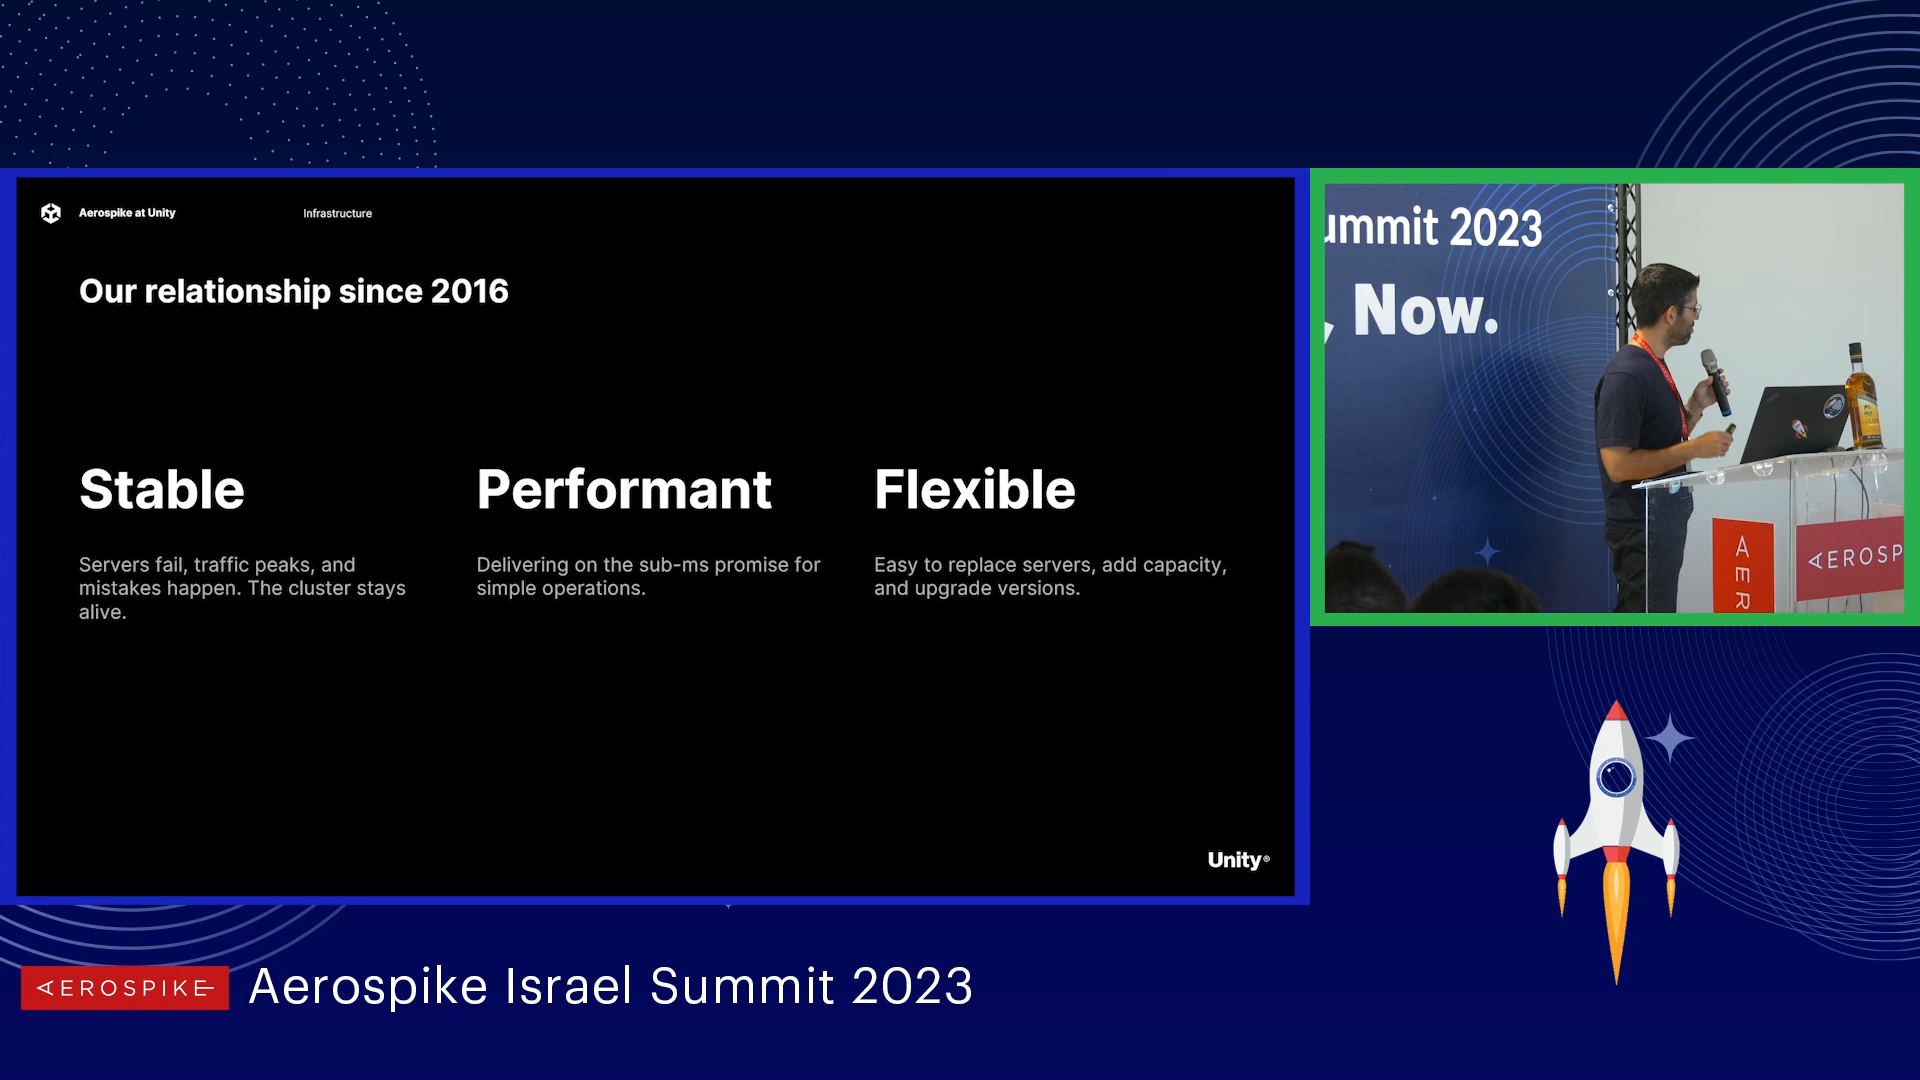 Aerospike at Unity
Infrastructure
Our relationship since 2016
Stable
Servers fail, traffic peaks, and
mistakes happen. The cluster stays
alive.
Performant
Delivering on the sub-ms promise for
simple operations.
Flexible
Easy to replace servers, add capacity,
and upgrade versions.
Unity®
ummit 2023
, Now.
AER
AEROSP
AEROSPIKE
Aerospike Israel Summit 2023